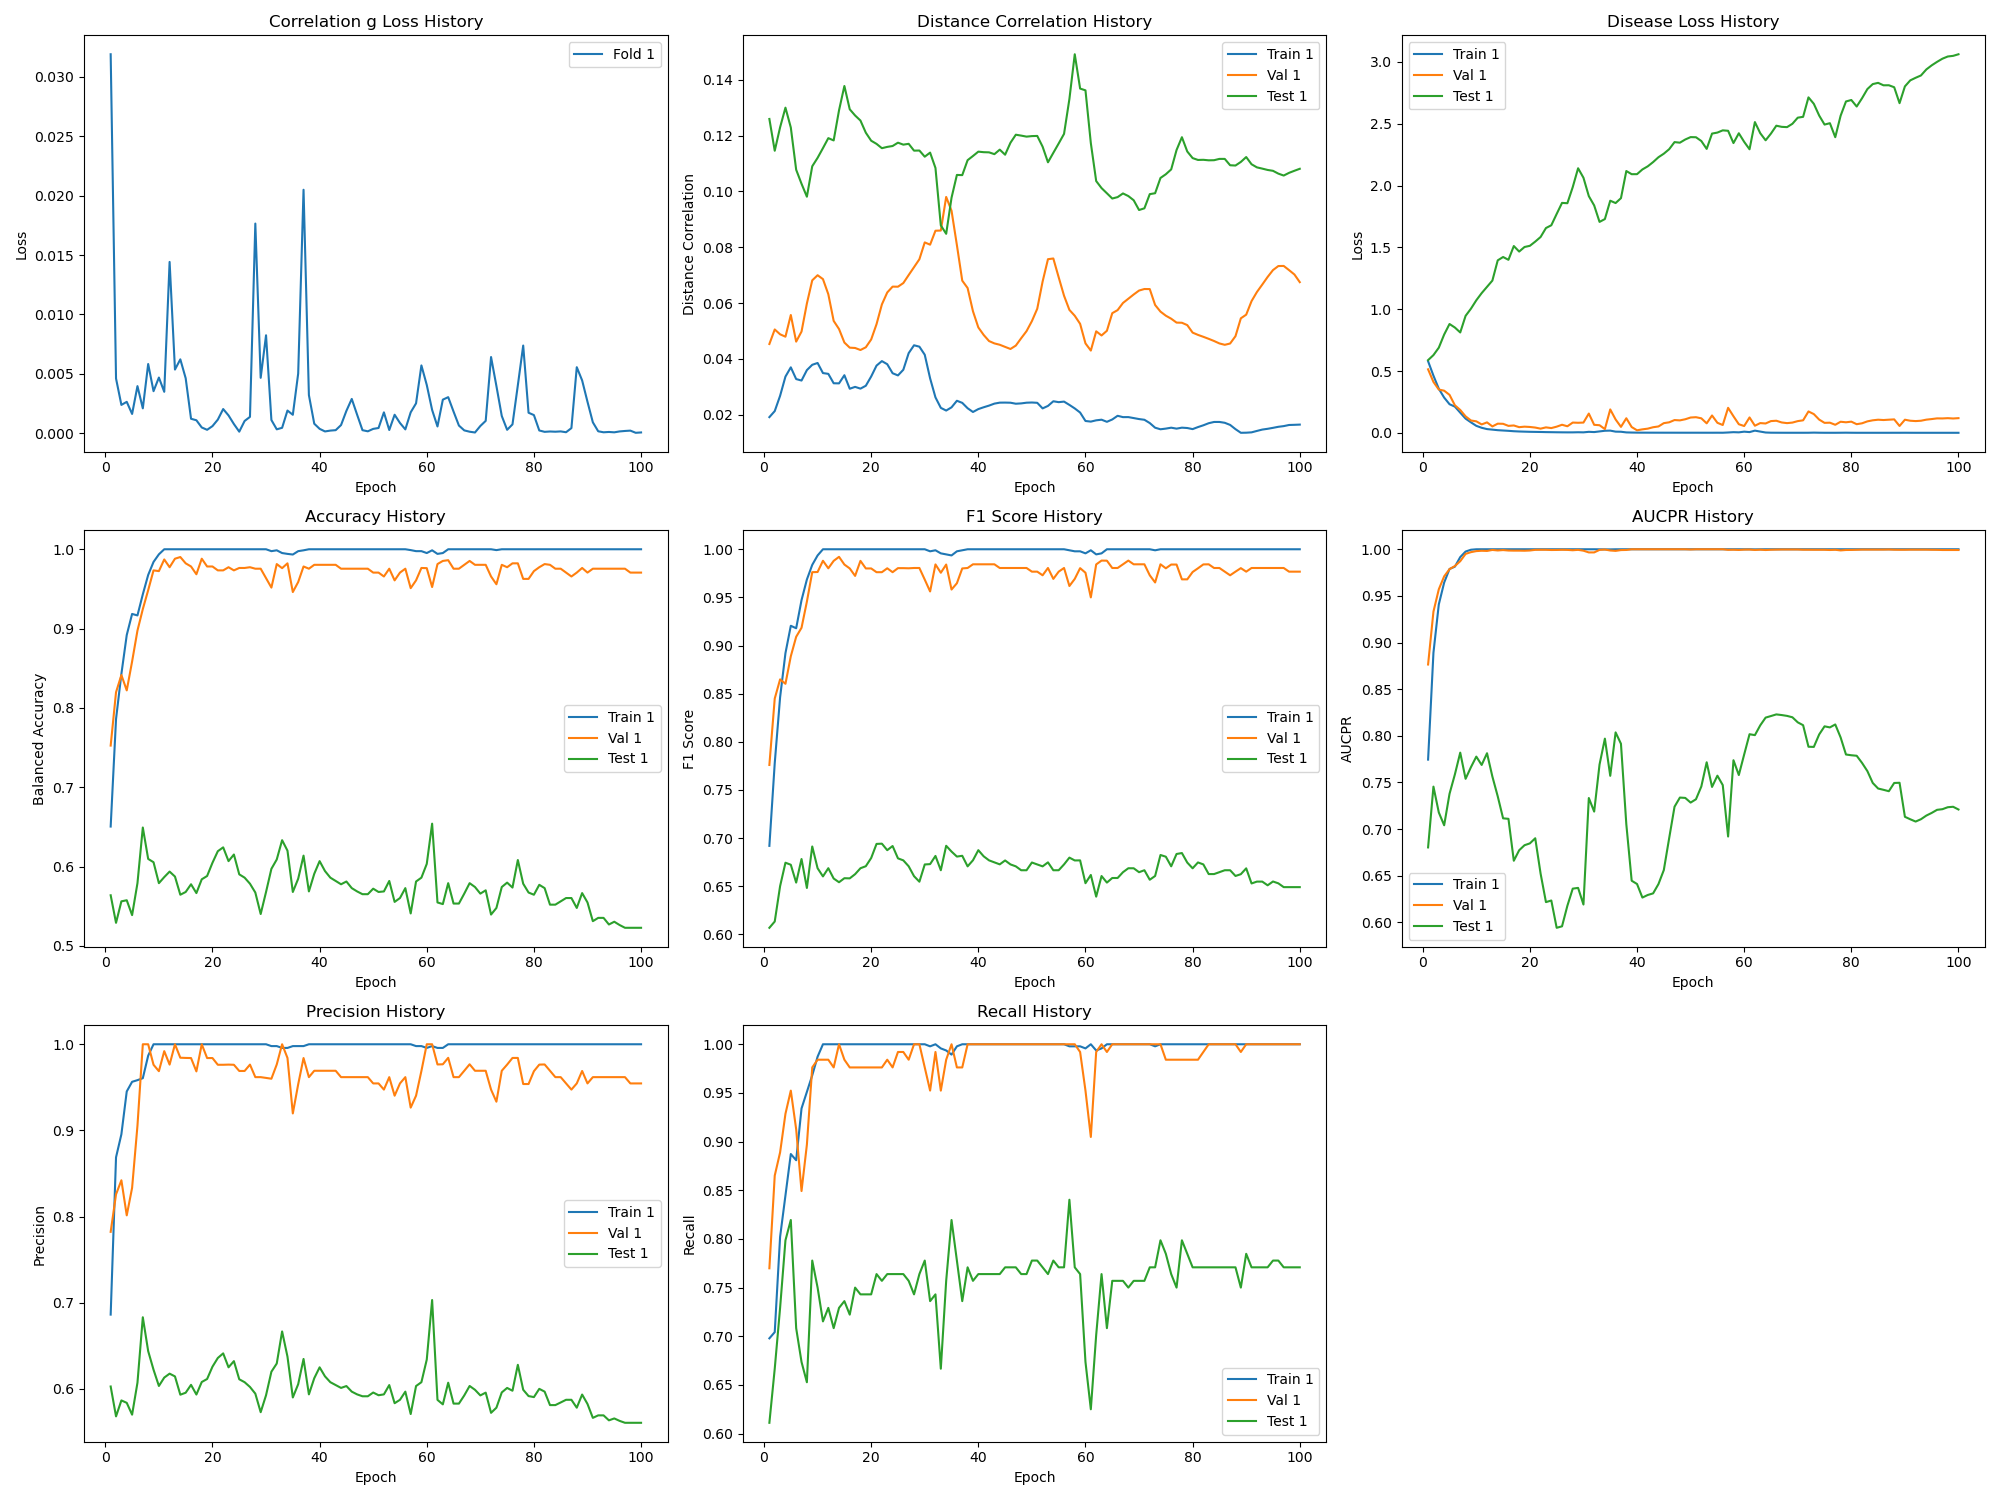 Correlation g Loss History
Loss
0.030
0.025
0.020
0.015
0.010
0.005
0.000
Fold 1
0 20 40 60 80 100
Epoch
Distance Correlation History
Distance Correlation
0.14
0.12
0.10
0.08
0.06
0.04
0.02
Train 1
Val 1
Test 1
0 20 40 60 80 100
Epoch
Disease Loss History
Loss
3.0
2.5
2.0
1.5
1.0
0.5
0.0
Train 1
Val 1
Test 1
0 20 40 60 80 100
Epoch
Accuracy History
Balanced Accuracy
1.0
0.9
0.8
0.7
0.6
0.5
Train 1
Val 1
Test 1
0 20 40 60 80 100
Epoch
F1 Score History
F1 Score
1.00
0.95
0.90
0.85
0.80
0.75
0.70
0.65
0.60
Train 1
Val 1
Test 1
0 20 40 60 80 100
Epoch
AUCPR History
AUCPR
1.00
0.95
0.90
0.85
0.80
0.75
0.70
0.65
0.60
Train 1
Val 1
Test 1
0 20 40 60 80 100
Epoch
Precision History
Precision
1.0
0.9
0.8
0.7
0.6
Train 1
Val 1
Test 1
0 20 40 60 80 100
Epoch
Recall History
Recall
1.00
0.95
0.90
0.85
0.80
0.75
0.70
0.65
0.60
Train 1
Val 1
Test 1
0 20 40 60 80 100
Epoch